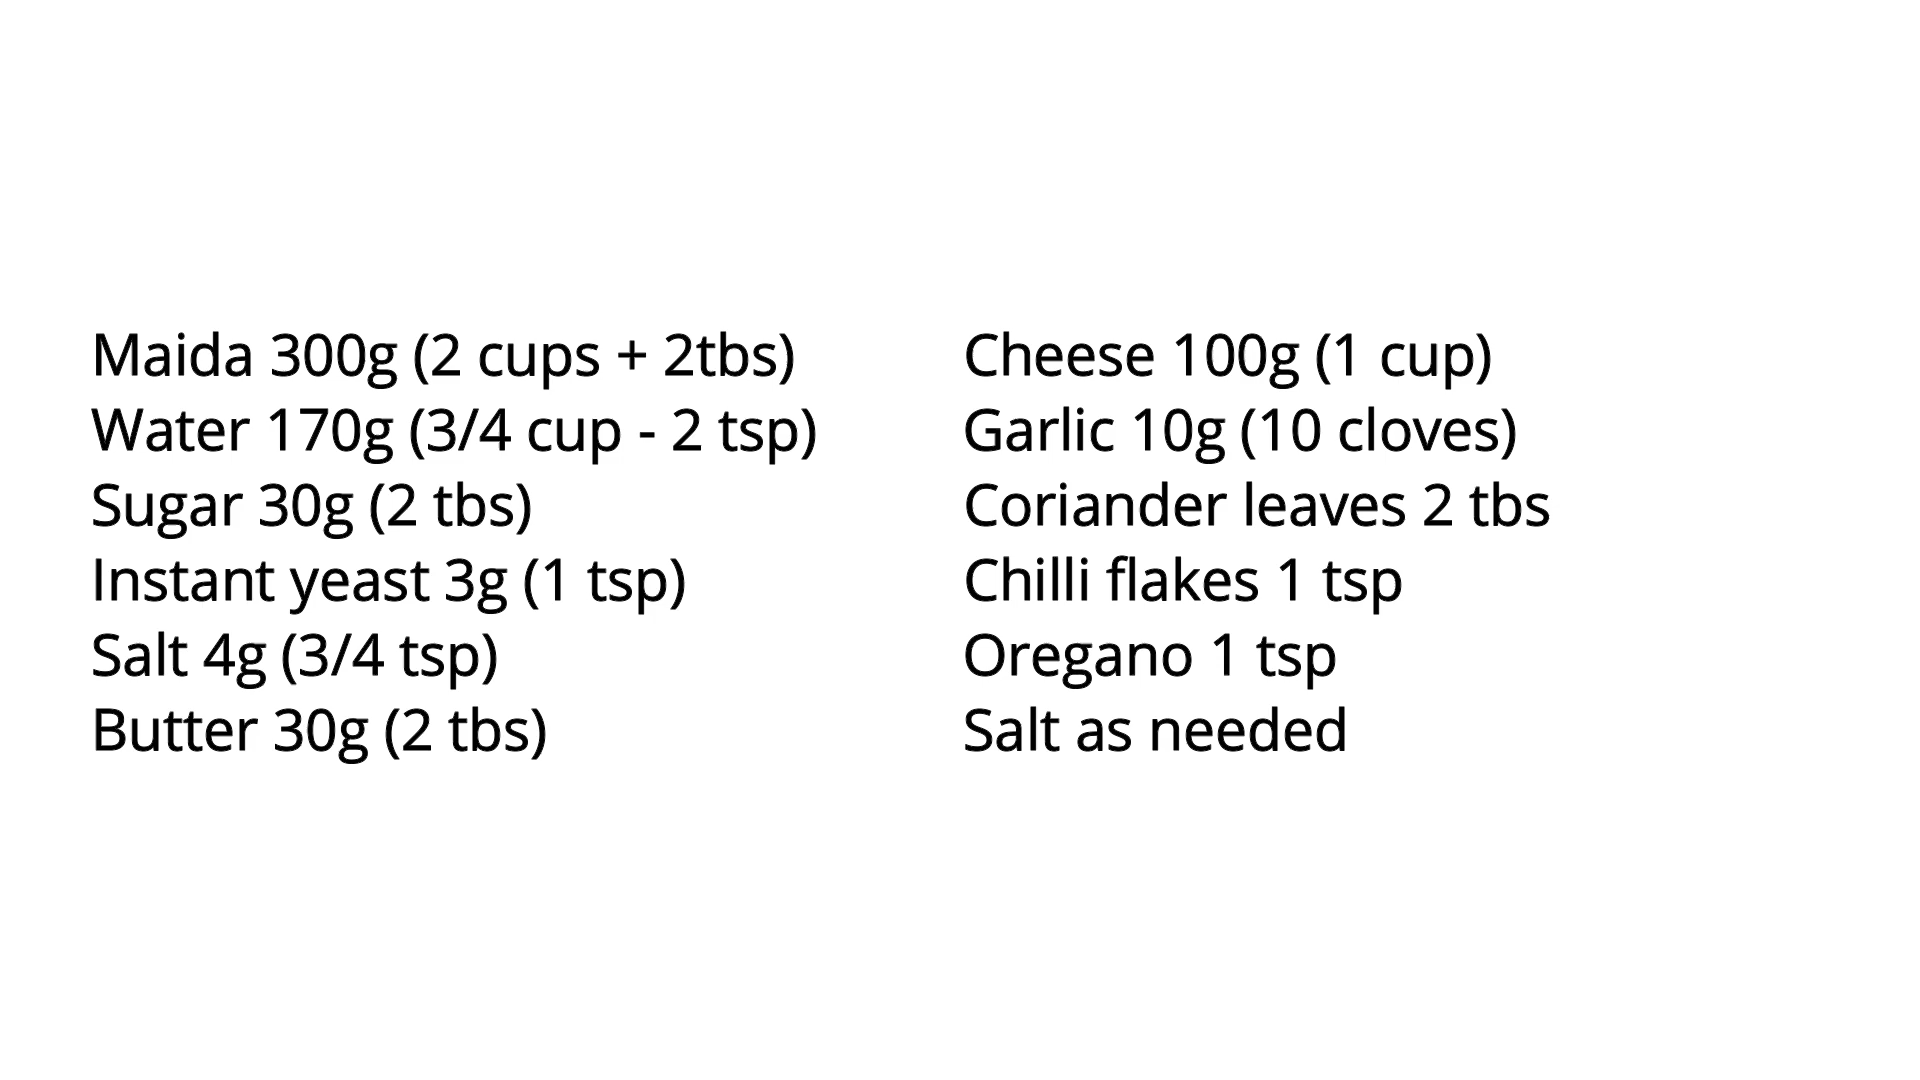 Maida 300g (2 cups + 2tbs)
Water 170g (3/4 cup - 2 tsp)
Sugar 30g (2 tbs)
Instant yeast 3g (1 tsp)
Salt 4g (3/4 tsp)
Butter 30g (2 tbs)
Cheese 100g (1 cup)
Garlic 10g (10 cloves)
Coriander leaves 2 tbs
Chilli flakes 1 tsp
Oregano 1 tsp
Salt as needed